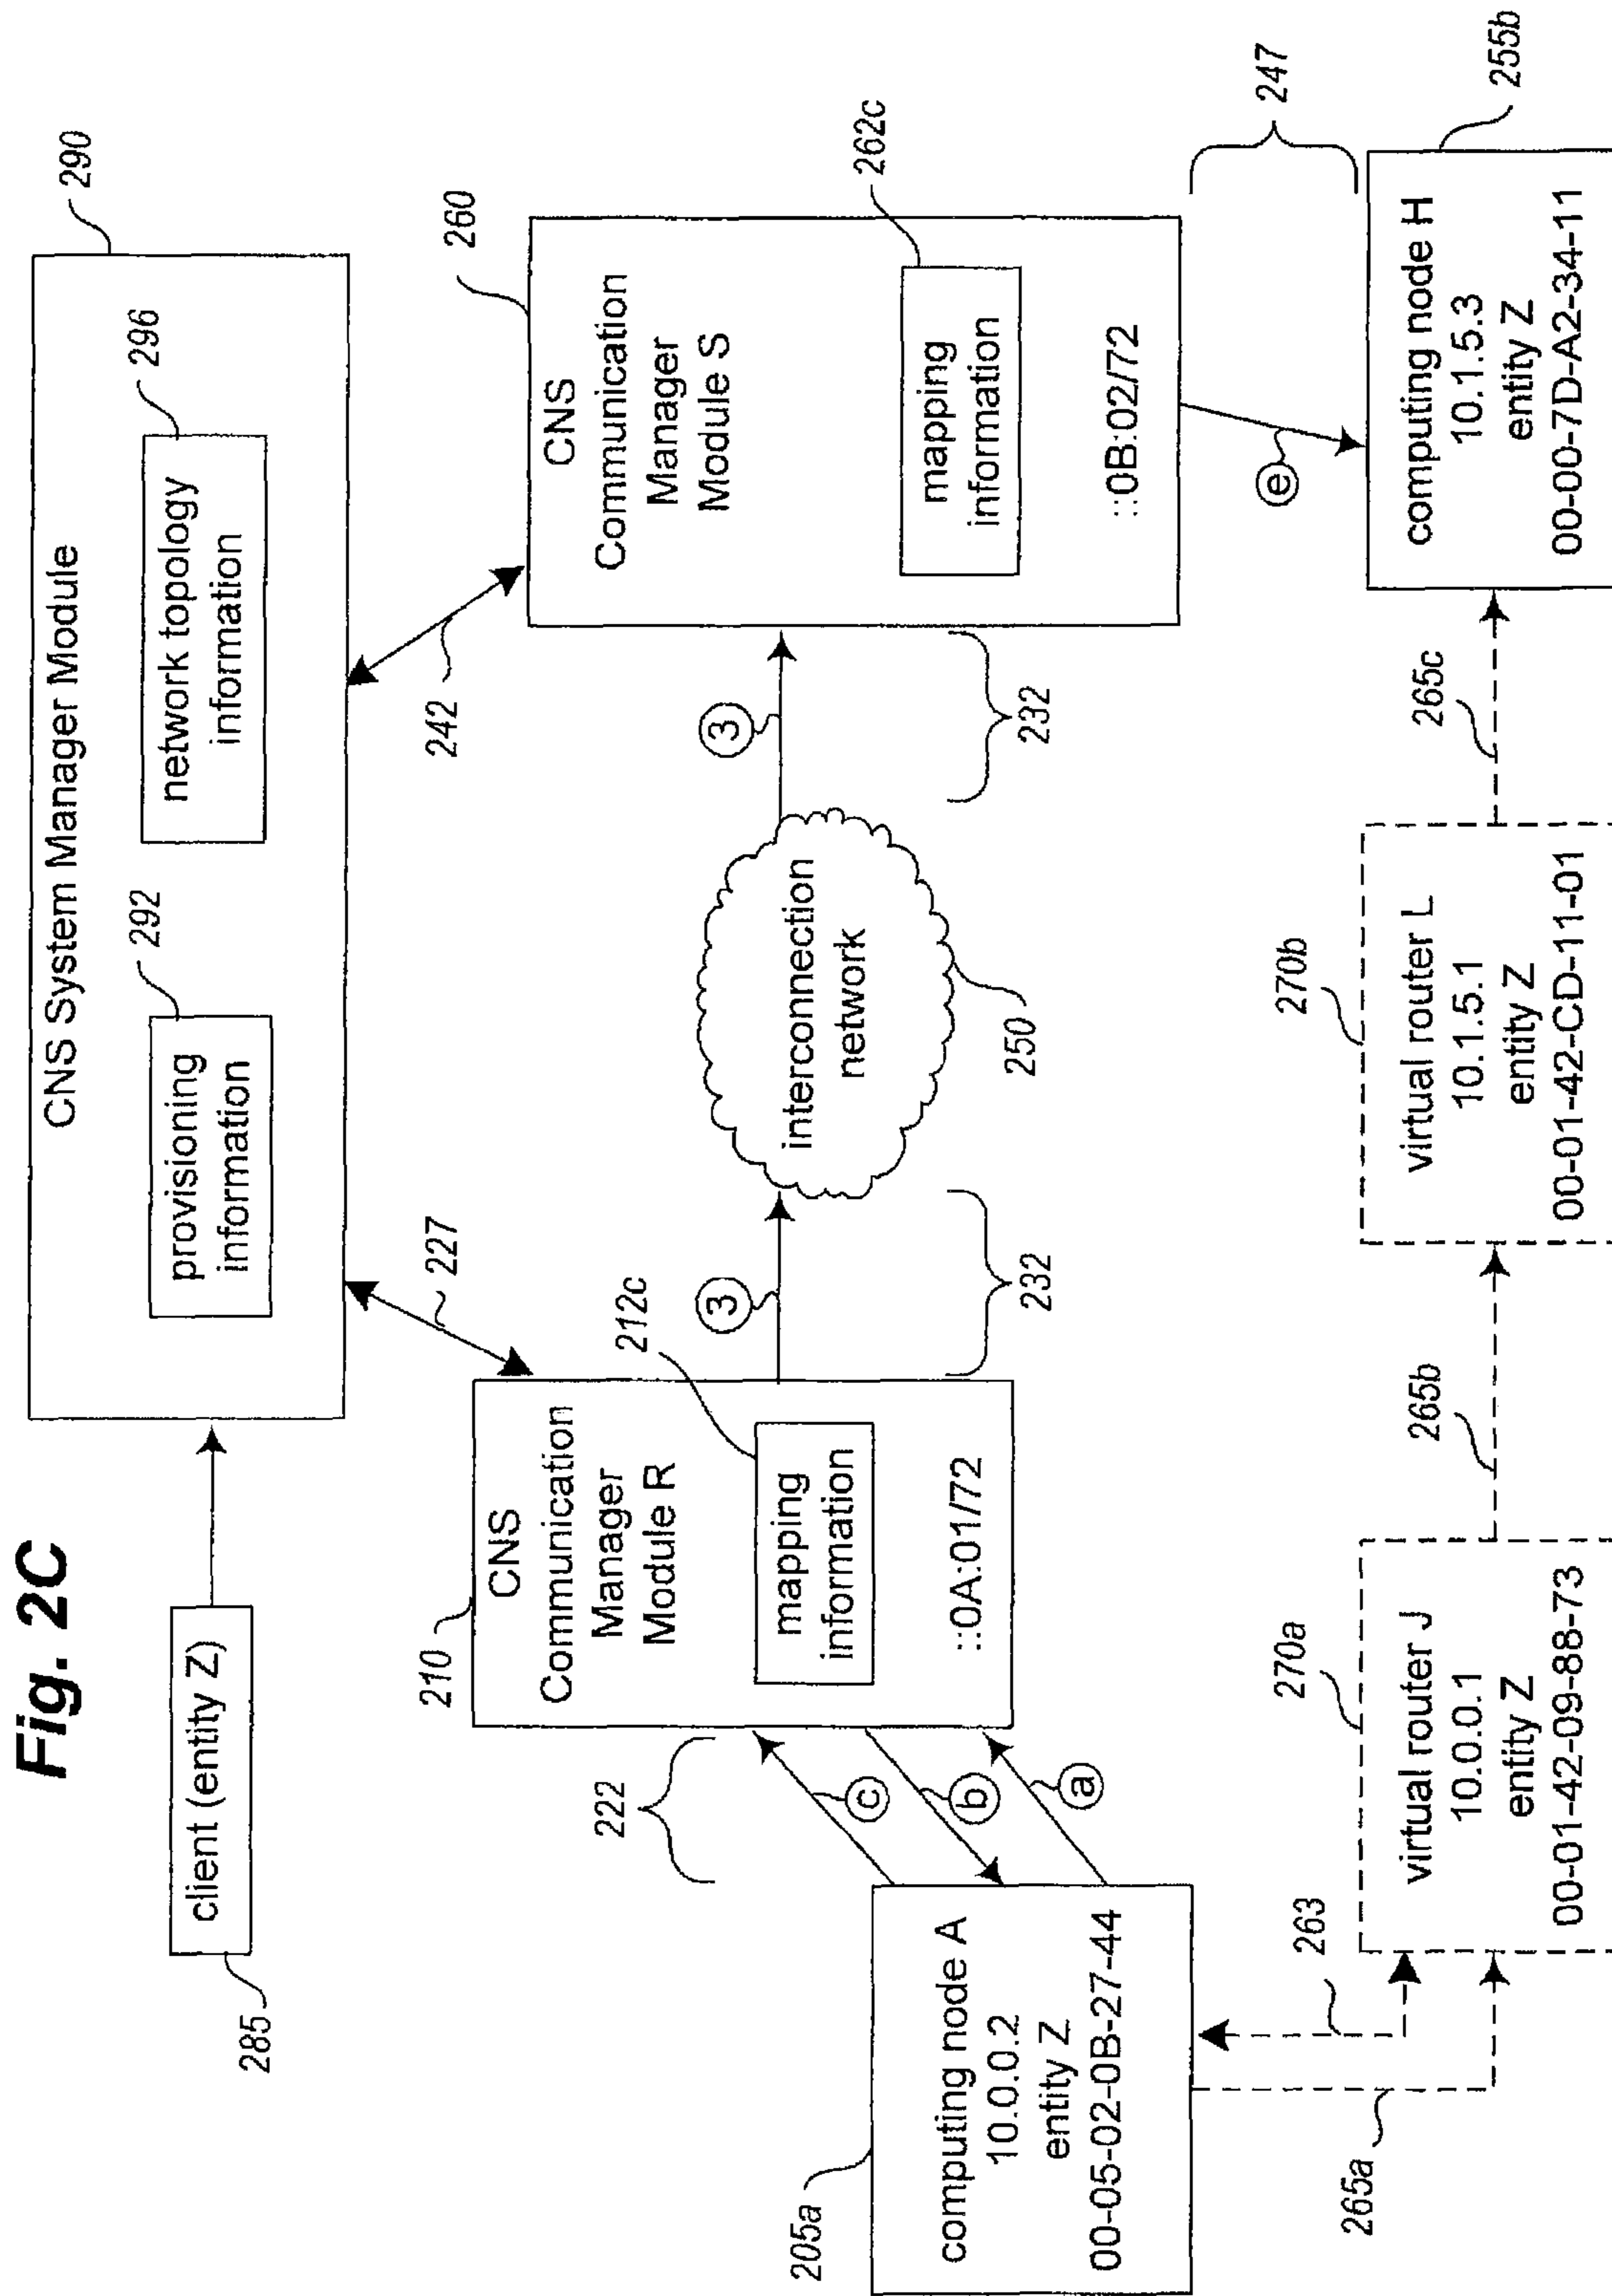 Fig. 2C
290
CNS System Manager Module
292
provisioning
information
296
network topology
information
client (entity Z)
285
227
242
210
CNS
Communication
Manager
Module R
212c
mapping
information
::0A:01/72
260
CNS
Communication
Manager
Module S
262c
mapping
information
::0B:02/72
3
232
interconnection
network
250
3
232
222
c
b
a
e
247
205a
computing node A
10.0.0.2
entity Z
00-05-02-0B-27-44
263
265a
270a
virtual router J
10.0.0.1
entity Z
00-01-42-09-88-73
265b
270b
virtual router L
10.1.5.1
entity Z
00-01-42-CD-11-01
265c
255b
computing node H
10.1.5.3
entity Z
00-00-7D-A2-34-11